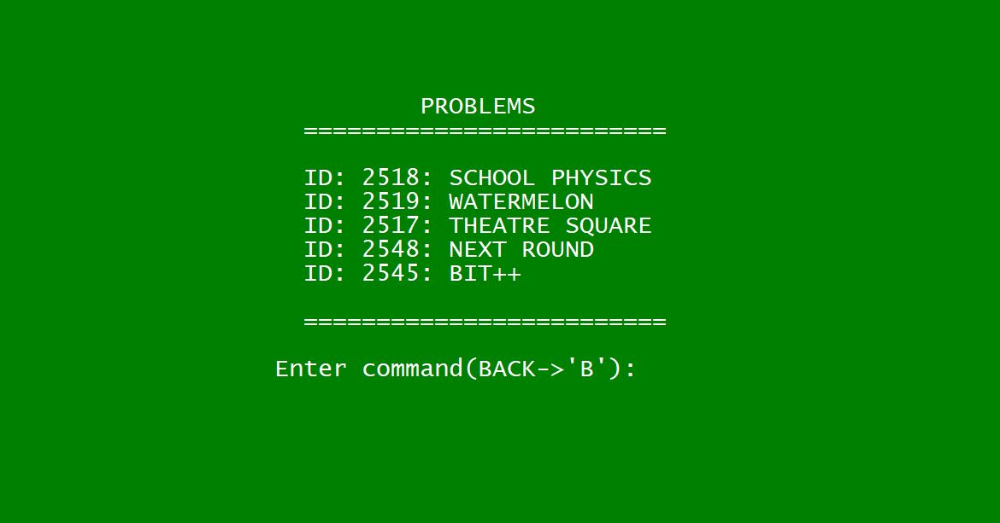 PROBLEMS
=========================
ID: 2518: SCHOOL PHYSICS
ID: 2519: WATERMELON
ID: 2517: THEATRE SQUARE
ID: 2548: NEXT ROUND
ID: 2545: BIT++
=========================
Enter command(BACK->'B'):